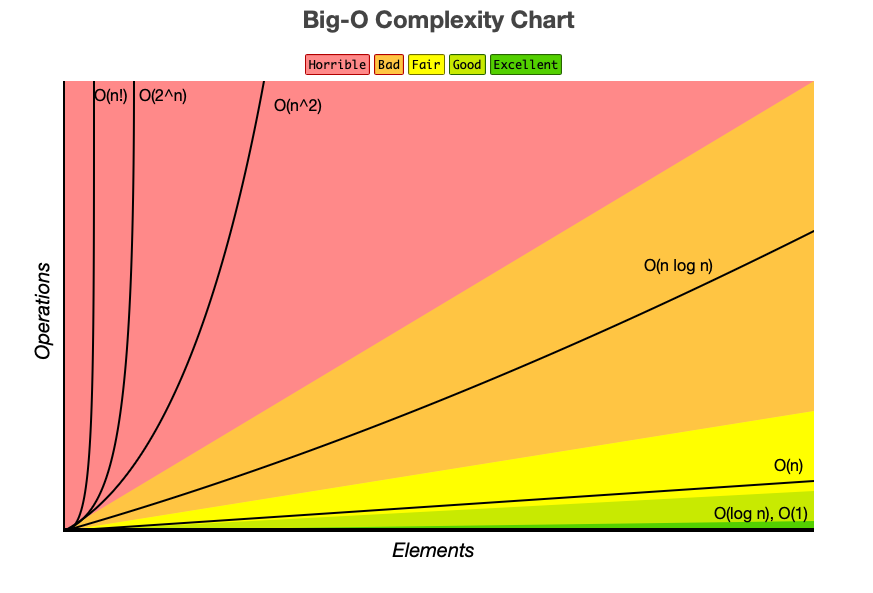 Big-O Complexity Chart
Horrible Bad Fair Good Excellent
O(n!) O(2^n)
O(n^2)
O(n log n)
O(n)
O(log n), O(1)
Operations
Elements